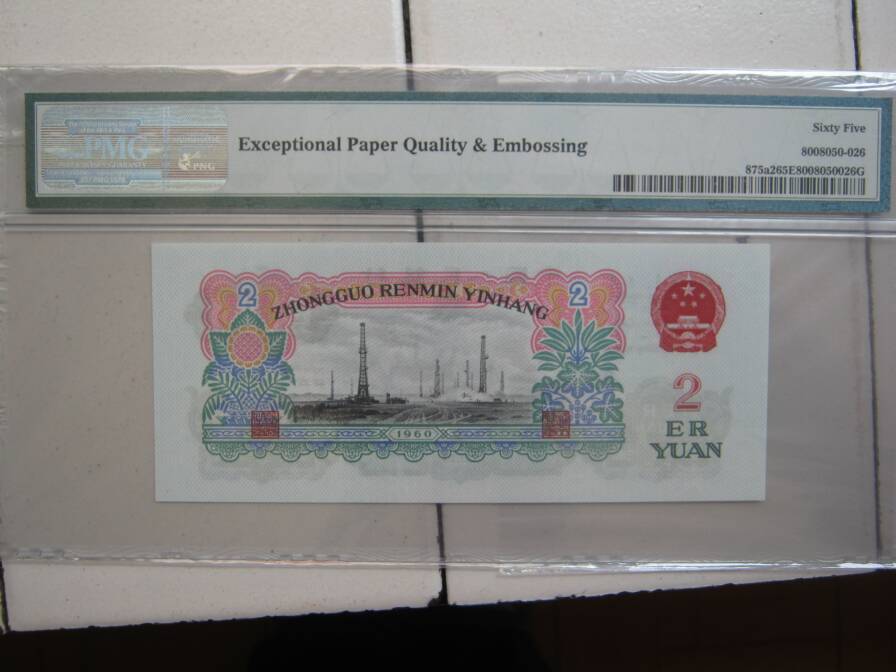 PMG
PNG
Exceptional Paper Quality & Embossing
Sixty Five
8008050-026
875a265E8008050026G
2
ZHONGGUO RENMIN YINHANG
2
1960
2
ER
YUAN